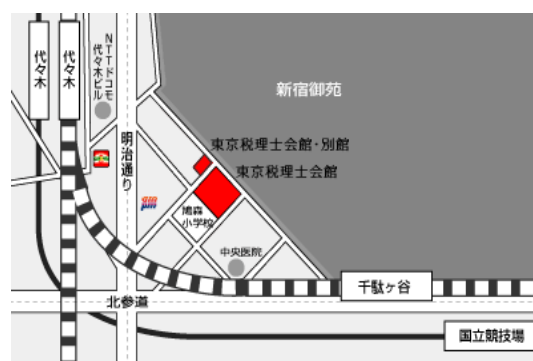 代々木
代々木
NTTドコモ
代々木ビル
新宿御苑
明治通り
東京税理士会館・別館
東京税理士会館
鳩森
小学校
中央医院
千駄ヶ谷
北参道
国立競技場